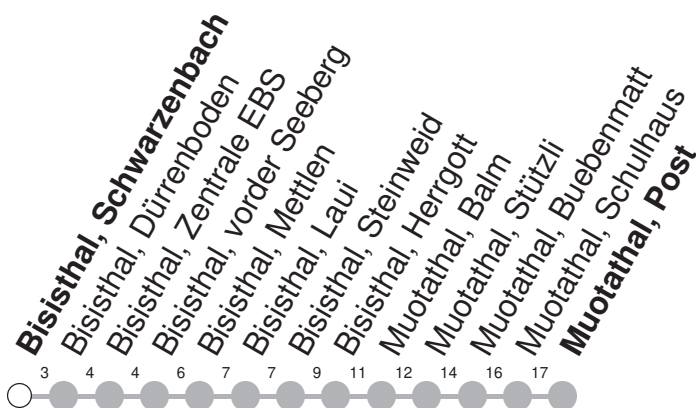 Bisisthal, Schwarzenbach
Bisisthal, Dürrenboden
Bisisthal, Zentrale EBS
Bisisthal, vorder Seeberg
Bisisthal, Mettlen
Bisisthal, Laui
Bisisthal, Steinweid
Bisisthal, Herrgott
Muotathal, Balm
Muotathal, Stützli
Muotathal, Buebenmatt
Muotathal, Schulhaus
Muotathal, Post
3 4 4 6 7 7 9 11 12 14 16 17